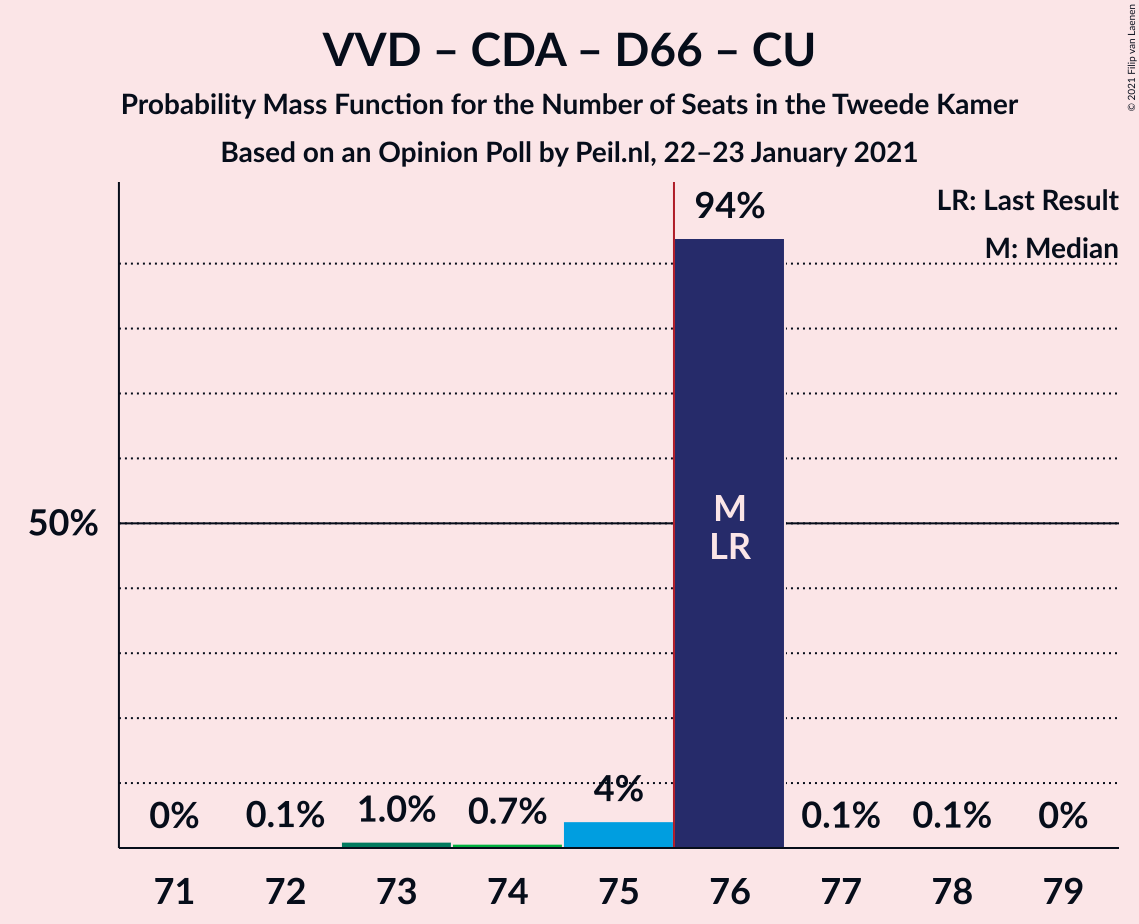 VVD – CDA – D66 – CU
Probability Mass Function for the Number of Seats in the Tweede Kamer
Based on an Opinion Poll by Peil.nl, 22–23 January 2021
© 2021 Filip van Laenen
LR: Last Result
M: Median
94%
50%
M
LR
0%
0.1%
1.0%
0.7%
4%
0.1%
0.1%
0%
71
72
73
74
75
76
77
78
79